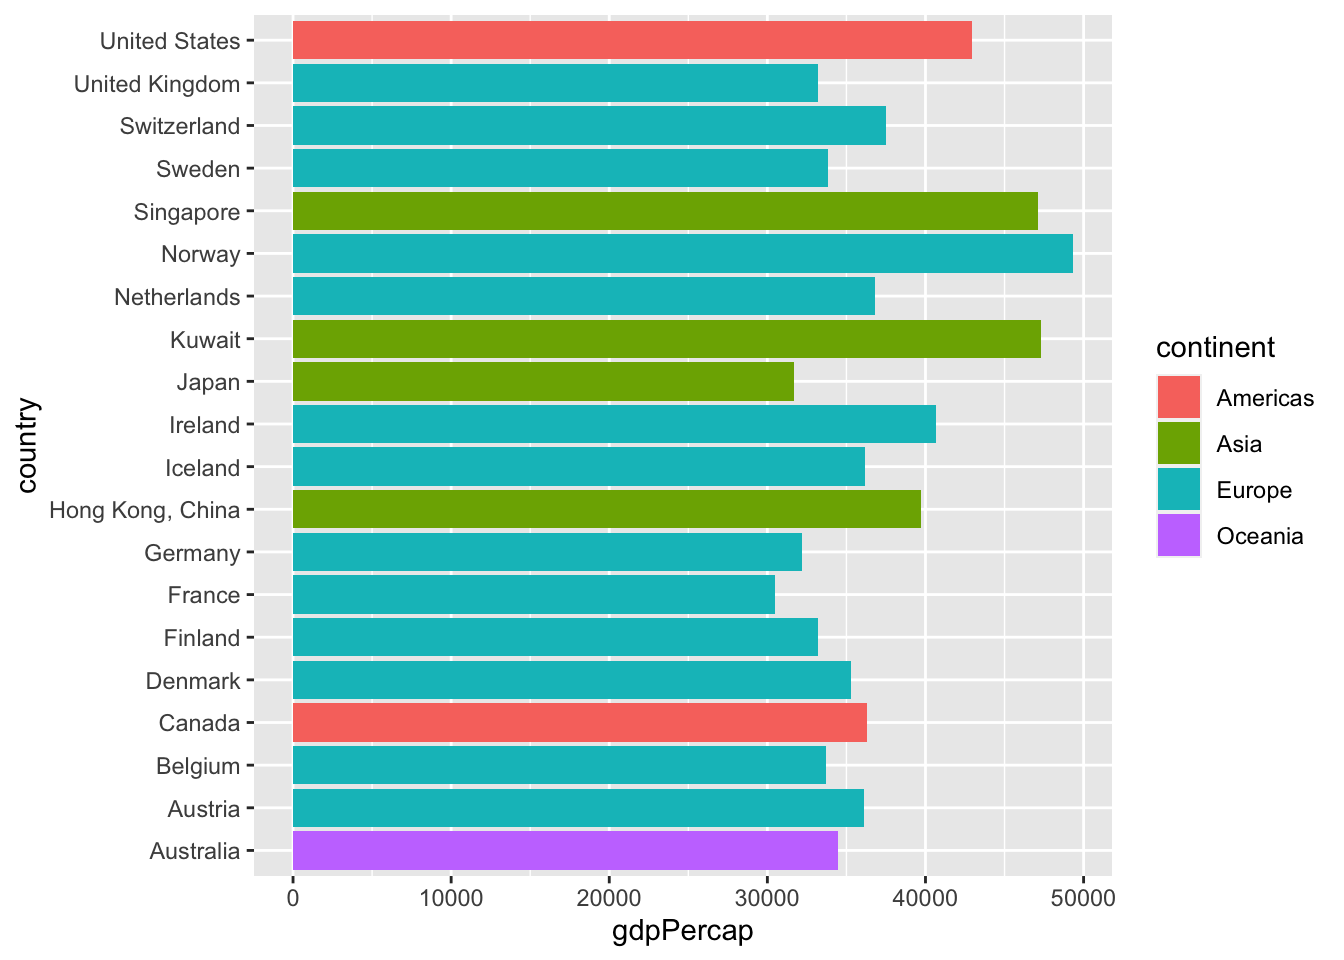 United States
United Kingdom
Switzerland
Sweden
Singapore
Norway
Netherlands
Kuwait
Japan
Ireland
Iceland
Hong Kong, China
Germany
France
Finland
Denmark
Canada
Belgium
Austria
Australia
country
0 10000 20000 30000 40000 50000
gdpPercap
continent
Americas
Asia
Europe
Oceania